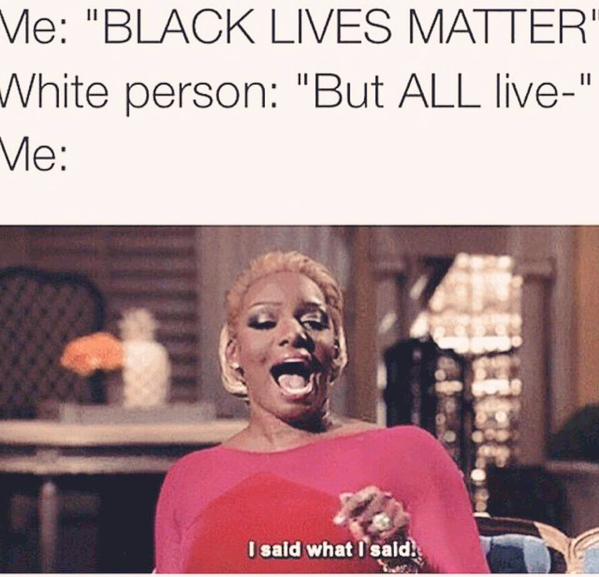 Me: "BLACK LIVES MATTER"
White person: "But ALL live-"
Me:
I said what I said.